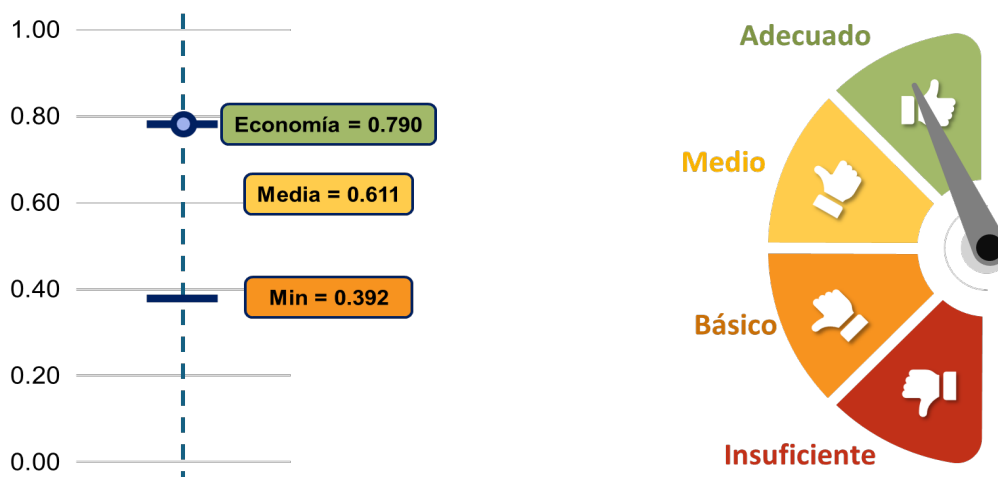 1.00
0.80
0.60
0.40
0.20
0.00
Economía = 0.790
Media = 0.611
Min = 0.392
Adecuado
Medio
Básico
Insuficiente